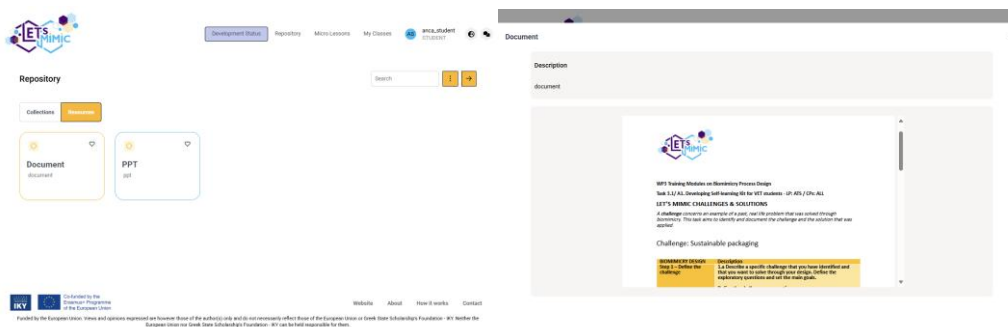 LETS
MIMIC
Development Status
Repository
Micro Lessons
My Classes
AG
anca_student
STUDENT
Repository
Search
Collections
Resources
Document
document
PPT
ppt
IKY
Co-funded by the
Erasmus+ Programme
of the European Union
Website
About
How it works
Contact
Funded by the European Union. Views and opinions expressed are however those of the author(s) only and do not necessarily reflect those of the European Union or Greek State Scholarship's Foundation - IKY. Neither the
European Union nor Greek State Scholarship's Foundation - IKY can be held responsible for them.
Document
Description
document
LETS
MIMIC
WP3 Training Modules on Biomimicry Process Design
Task 3.1/ A1. Developing Self-learning Kit for VET students - LP: ATS / CPs: ALL
LET'S MIMIC CHALLENGES & SOLUTIONS
A challenge concerns an example of a past, real life problem that was solved through
biomimicry. This task aims to identify and document the challenge and the solution that was
applied
Challenge: Sustainable packaging
BIOMIMICRY DESIGN
Step 1 – Define the
challenge
Description
1.a Describe a specific challenge that you have identified and
that you want to solve through your design. Define the
exploratory questions and set the main goals.